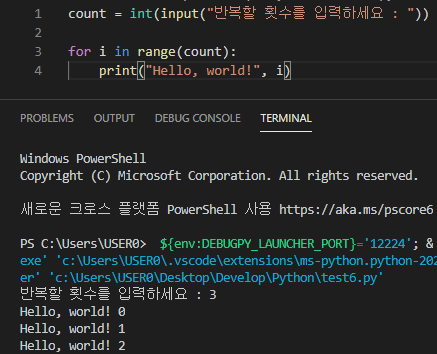 1 count = int(input("반복할 횟수를 입력하세요 : "))
2
3 for i in range(count):
4 print("Hello, world!", i)
PROBLEMS OUTPUT DEBUG CONSOLE TERMINAL
Windows PowerShell
Copyright (C) Microsoft Corporation. All rights reserved.
새로운 크로스 플랫폼 PowerShell 사용 https://aka.ms/pscore6
PS C:\Users\USER0> ${env:DEBUGPY_LAUNCHER_PORT}='12224'; &
exe' 'c:\Users\USER0\.vscode\extensions\ms-python.python-202
er' 'c:\Users\USER0\Desktop\Develop\Python\test6.py'
반복할 횟수를 입력하세요 : 3
Hello, world! 0
Hello, world! 1
Hello, world! 2